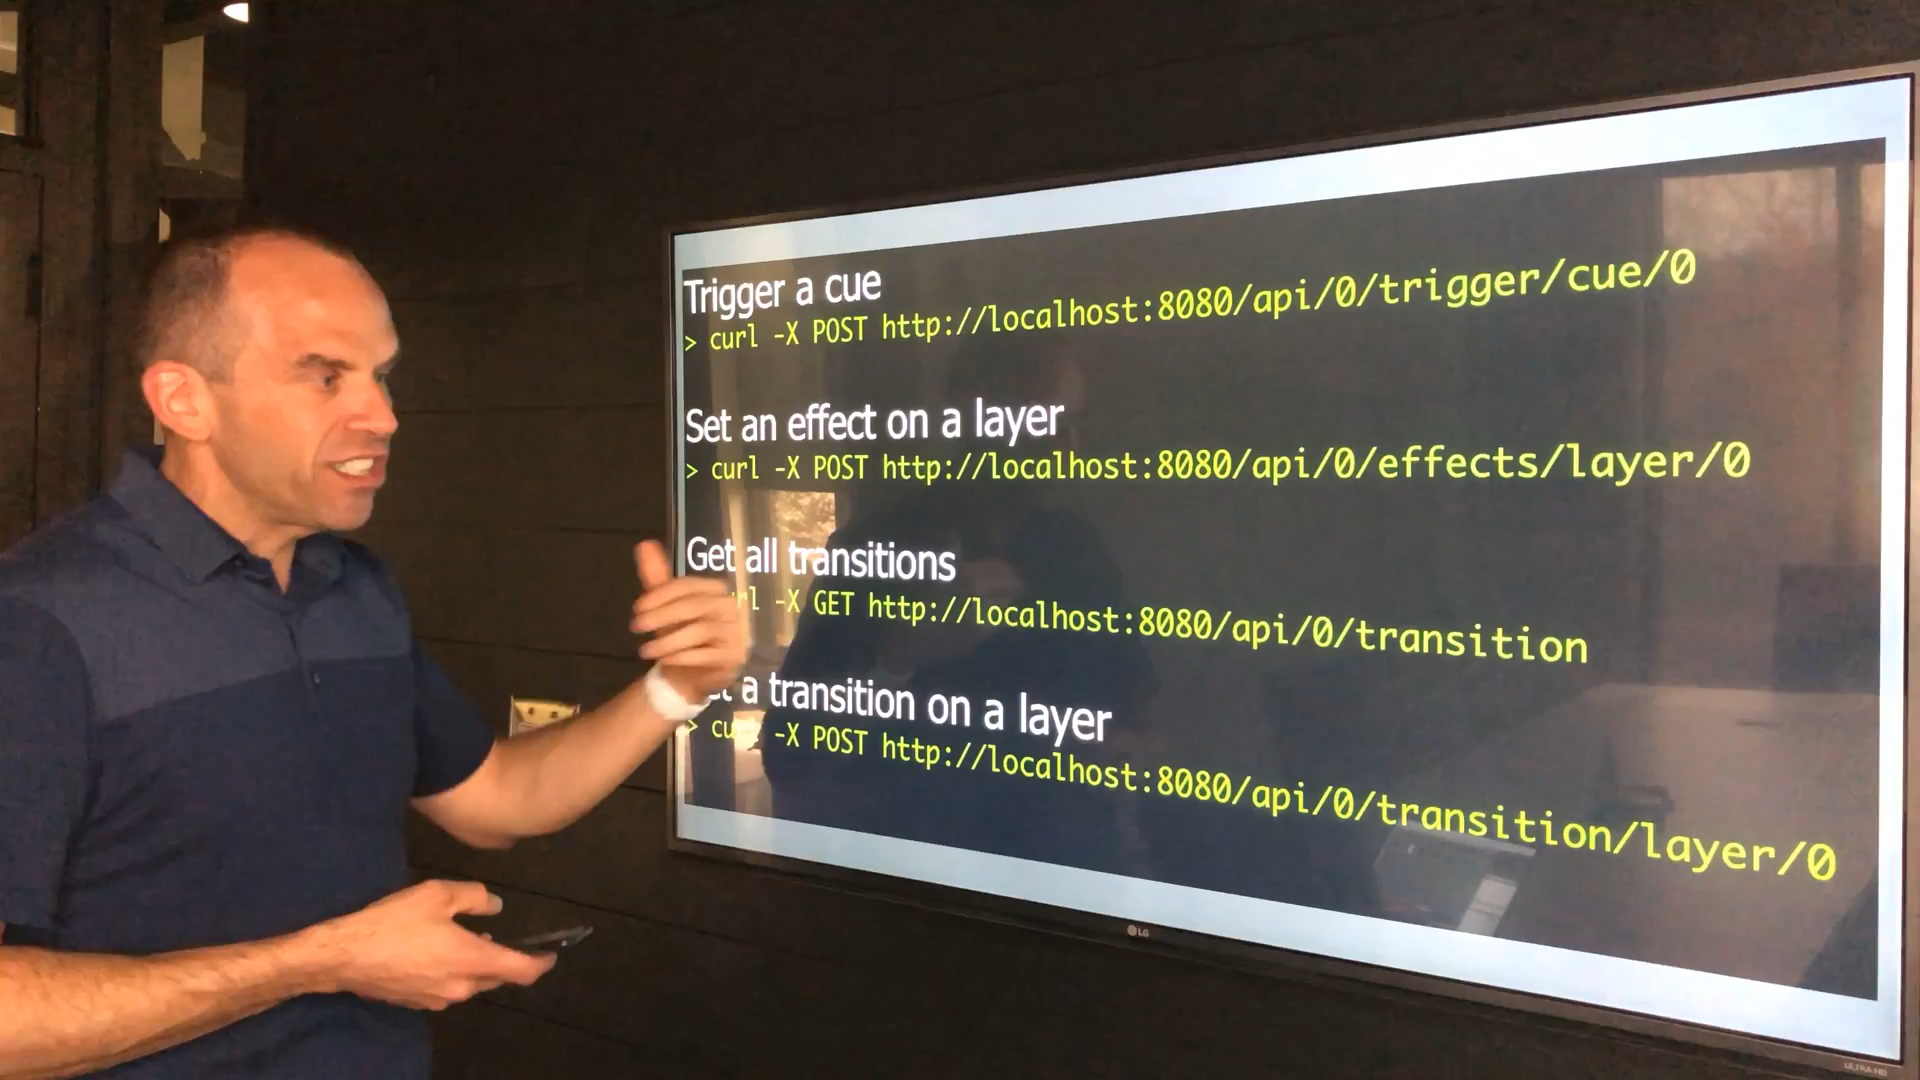 Trigger a cue
> curl -X POST http://localhost:8080/api/0/trigger/cue/0
Set an effect on a layer
> curl -X POST http://localhost:8080/api/0/effects/layer/0
Get all transitions
-X GET http://localhost:8080/api/0/transition
a transition on a layer
> -X POST http://localhost:8080/api/0/transition/layer/0
LG
ULTRA HD